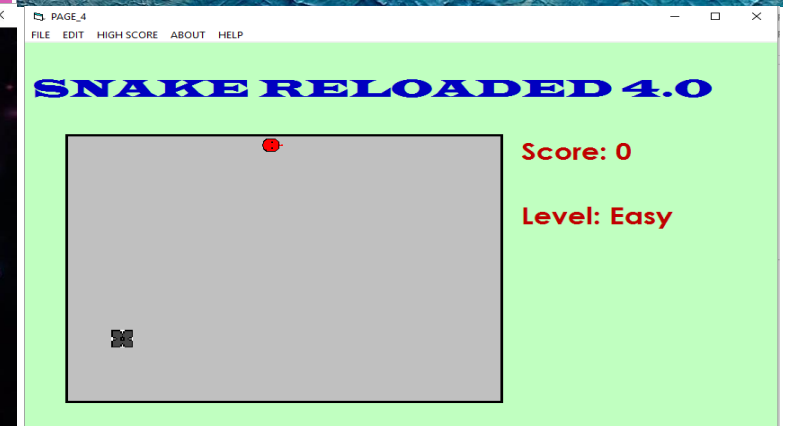 PAGE_4
FILE EDIT HIGH SCORE ABOUT HELP
SNAKE RELOADED 4.0
Score: 0
Level: Easy